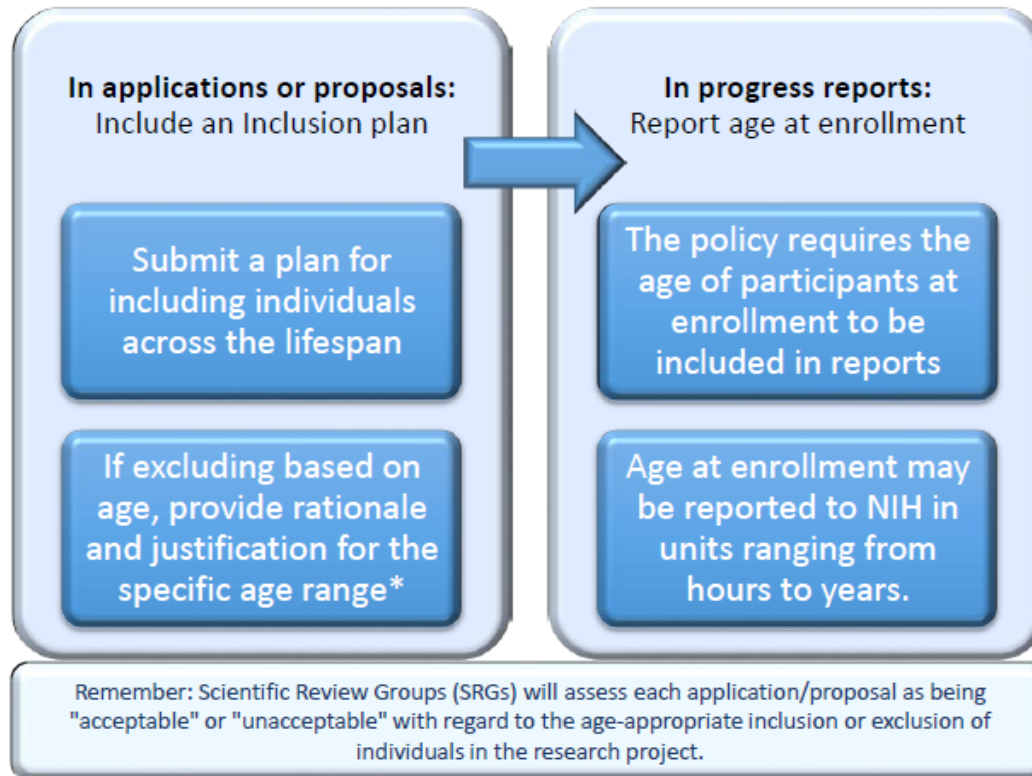 In applications or proposals:
Include an Inclusion plan
Submit a plan for
including individuals
across the lifespan
If excluding based on
age, provide rationale
and justification for the
specific age range*
In progress reports:
Report age at enrollment
The policy requires the
age of participants at
enrollment to be
included in reports
Age at enrollment may
be reported to NIH in
units ranging from
hours to years.
Remember: Scientific Review Groups (SRGs) will assess each application/proposal as being
"acceptable" or "unacceptable" with regard to the age-appropriate inclusion or exclusion of
individuals in the research project.